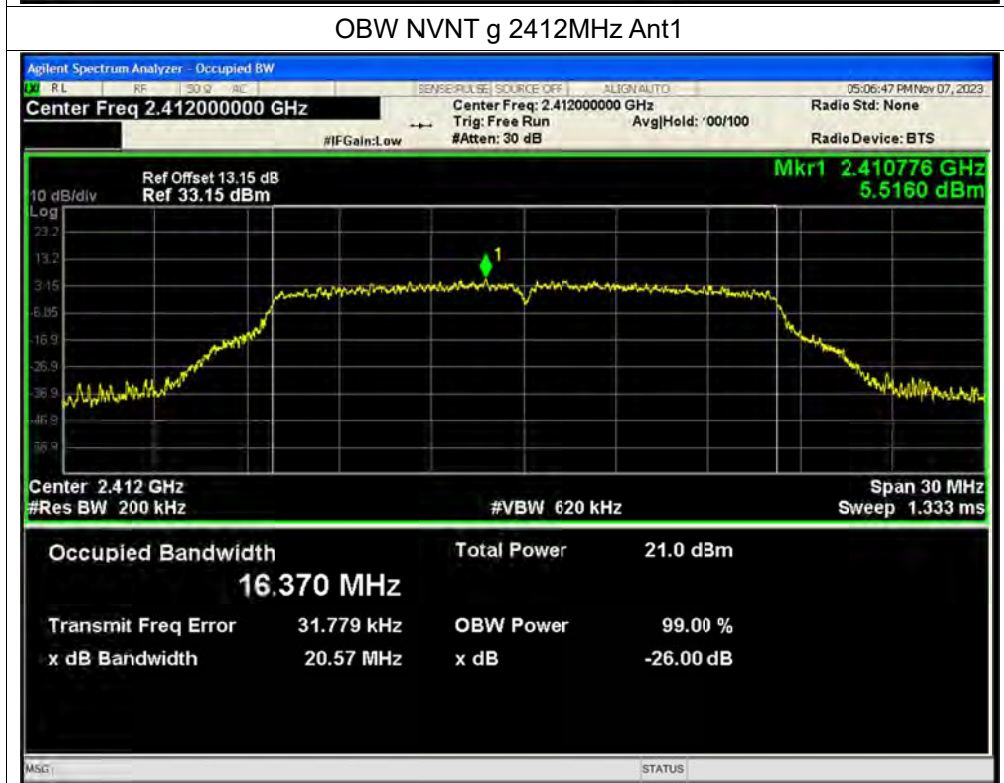 OBW NVNT g 2412MHz Ant1
Agilent Spectrum Analyzer - Occupied BW
RL RF 50 Ω AC SENSE:PULSE SOURCE OFF ALIGN AUTO 05:06:47 PM Nov 07, 2023
Center Freq 2.412000000 GHz Center Freq: 2.412000000 GHz Radio Std: None
Trig: Free Run Avg|Hold: 100/100
#IFGain:Low #Atten: 30 dB Radio Device: BTS
Mkr1 2.410776 GHz
5.5160 dBm
Ref Offset 13.15 dB
10 dB/div Ref 33.15 dBm
Log
23.2
13.2
1
3.15
-6.85
-16.9
-26.9
-36.9
-46.9
-56.9
Center 2.412 GHz Span 30 MHz
#Res BW 200 kHz #VBW 620 kHz Sweep 1.333 ms
Occupied Bandwidth Total Power 21.0 dBm
16.370 MHz
Transmit Freq Error 31.779 kHz OBW Power 99.00 %
x dB Bandwidth 20.57 MHz x dB -26.00 dB
MSG STATUS